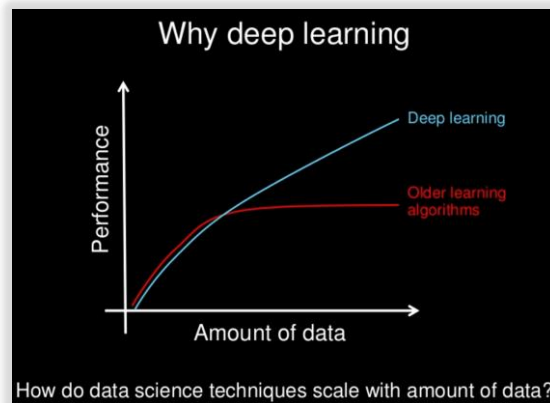 Why deep learning
Deep learning
Older learning
algorithms
Performance
Amount of data
How do data science techniques scale with amount of data?